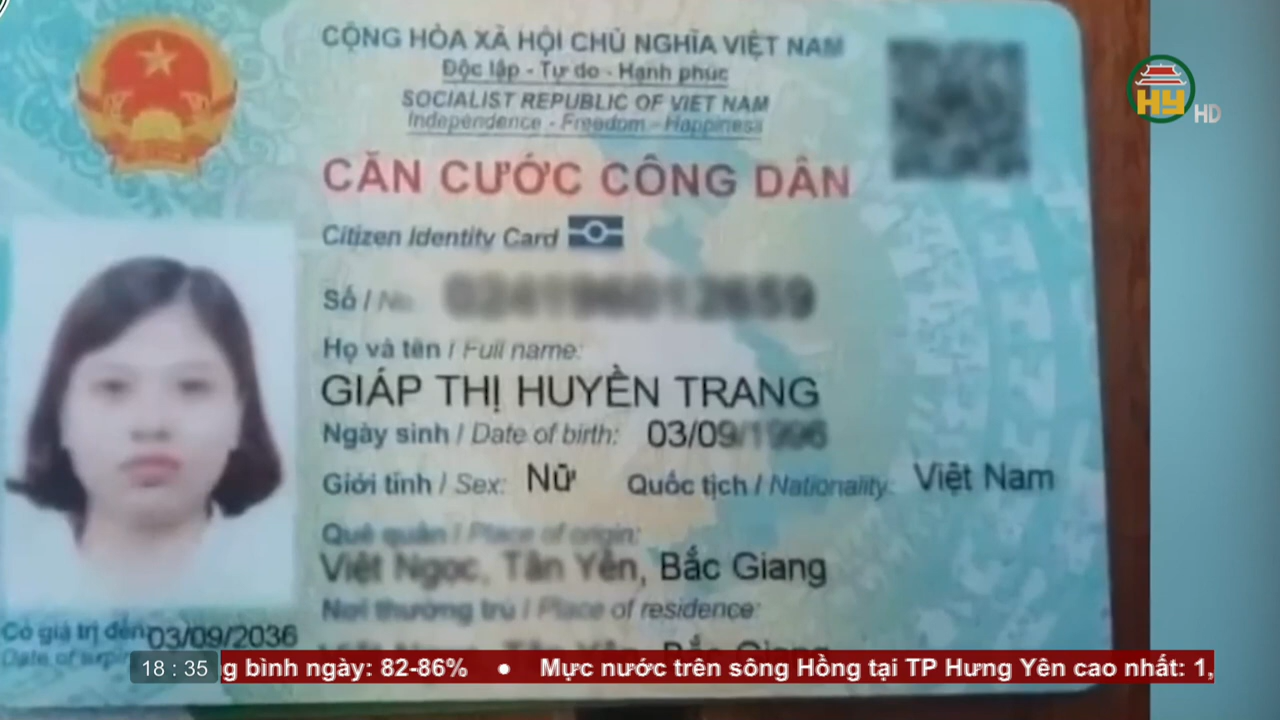 CỘNG HÒA XÃ HỘI CHỦ NGHĨA VIỆT NAM
Độc lập - Tự do - Hạnh phúc
SOCIALIST REPUBLIC OF VIET NAM
Independence - Freedom - Happiness
CĂN CƯỚC CÔNG DÂN
Citizen Identity Card
Số / No.
Họ và tên / Full name:
GIÁP THỊ HUYỀN TRANG
Ngày sinh / Date of birth: 03/09
Giới tính / Sex: Nữ Quốc tịch / Nationality: Việt Nam
Quê quán / Place of origin:
Bắc Giang
Nơi thường trú / Place of residence:
Có giá trị đến: 03/09/2036
Date of
HY HD
18 : 35 g bình ngày: 82-86% ● Mực nước trên sông Hồng tại TP Hưng Yên cao nhất: 1,